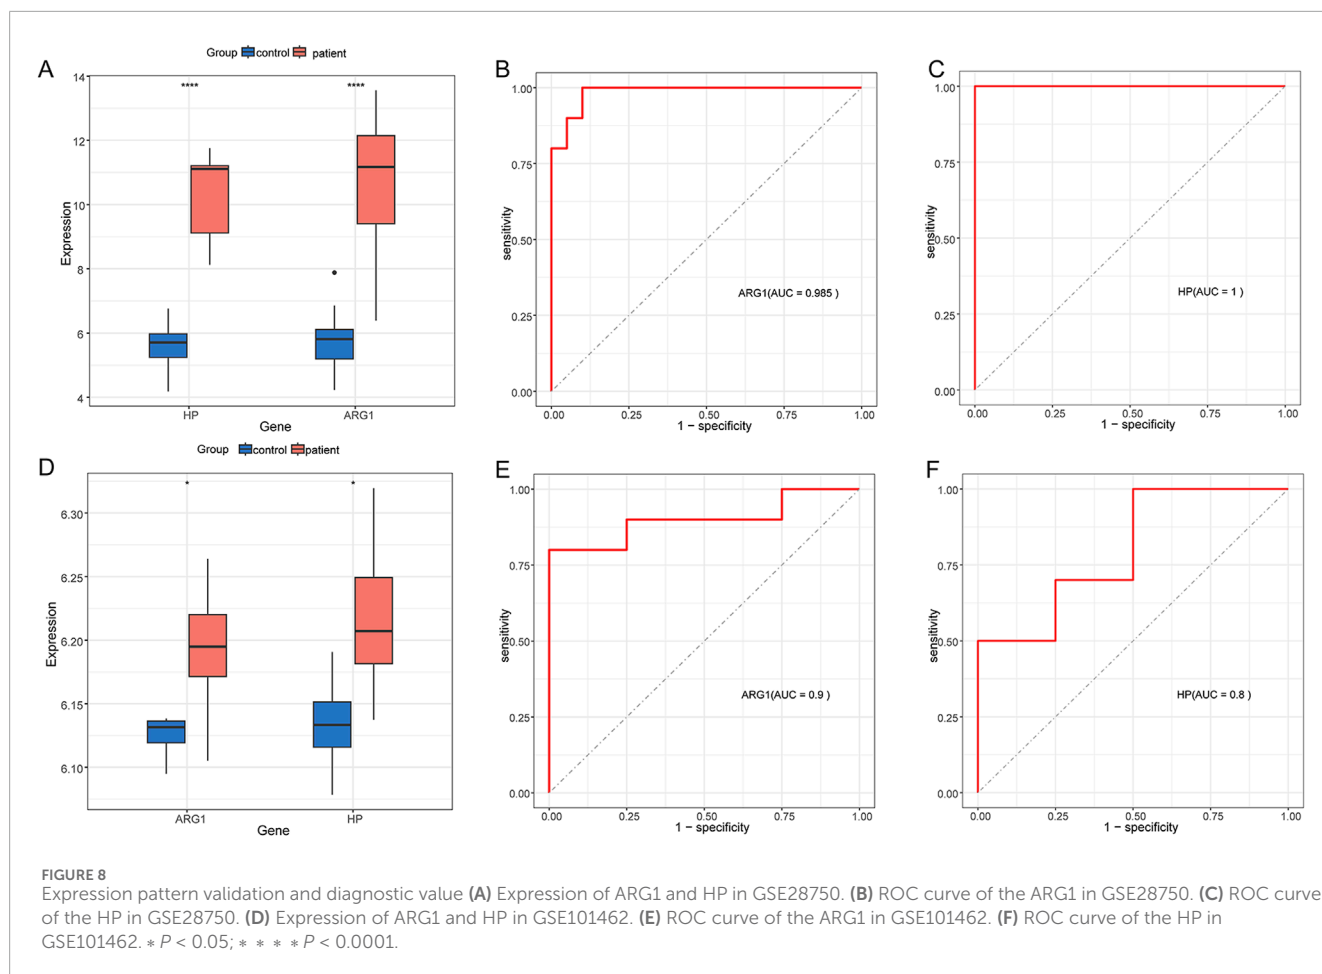 Group control patient
A
****
****
14
12
10
8
6
4
Expression
HP
ARG1
Gene
B
1.00
0.75
0.50
0.25
0.00
sensitivity
ARG1(AUC = 0.985 )
0.00
0.25
0.50
0.75
1.00
1 − specificity
C
1.00
0.75
0.50
0.25
0.00
sensitivity
HP(AUC = 1 )
0.00
0.25
0.50
0.75
1.00
1 − specificity
Group control patient
D
*
*
6.30
6.25
6.20
6.15
6.10
Expression
ARG1
HP
Gene
E
1.00
0.75
0.50
0.25
0.00
sensitivity
ARG1(AUC = 0.9 )
0.00
0.25
0.50
0.75
1.00
1 − specificity
F
1.00
0.75
0.50
0.25
0.00
sensitivity
HP(AUC = 0.8 )
0.00
0.25
0.50
0.75
1.00
1 − specificity
FIGURE 8
Expression pattern validation and diagnostic value (A) Expression of ARG1 and HP in GSE28750. (B) ROC curve of the ARG1 in GSE28750. (C) ROC curve
of the HP in GSE28750. (D) Expression of ARG1 and HP in GSE101462. (E) ROC curve of the ARG1 in GSE101462. (F) ROC curve of the HP in
GSE101462. * P < 0.05; * * * * P < 0.0001.